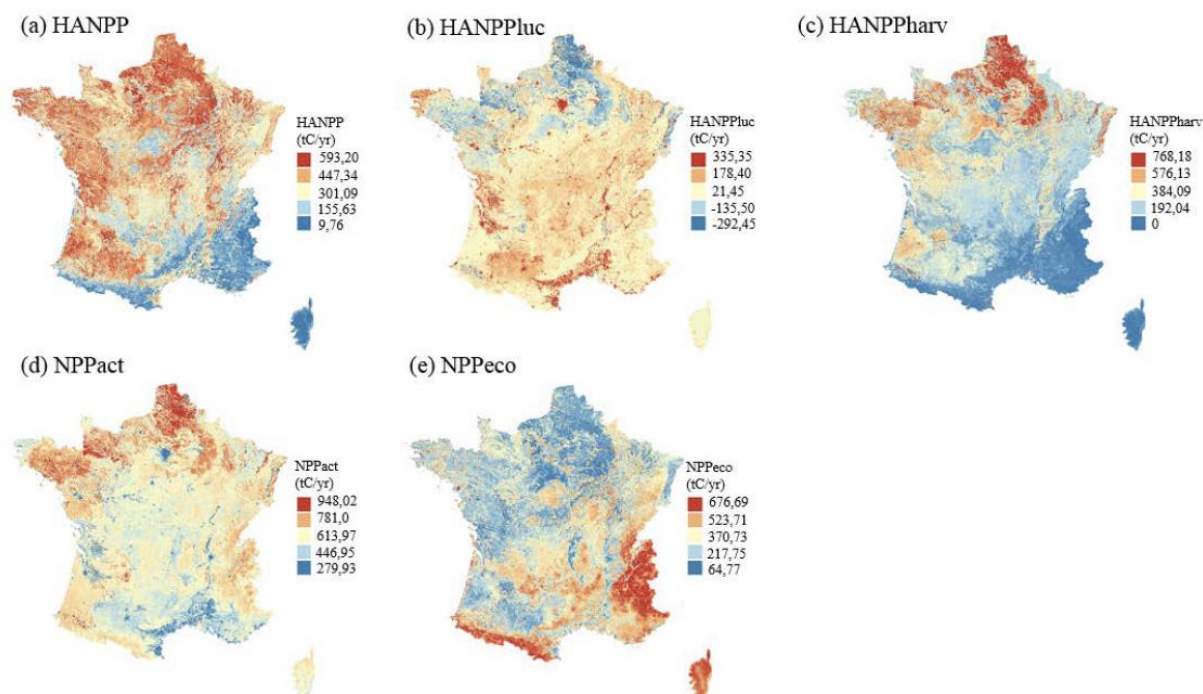 (a) HANPP
HANPP
(tC/yr)
593,20
447,34
301,09
155,63
9,76
(b) HANPPluc
HANPPluc
(tC/yr)
335,35
178,40
21,45
-135,50
-292,45
(c) HANPPharv
HANPPharv
(tC/yr)
768,18
576,13
384,09
192,04
0
(d) NPPact
NPPact
(tC/yr)
948,02
781,0
613,97
446,95
279,93
(e) NPPeco
NPPeco
(tC/yr)
676,69
523,71
370,73
217,75
64,77